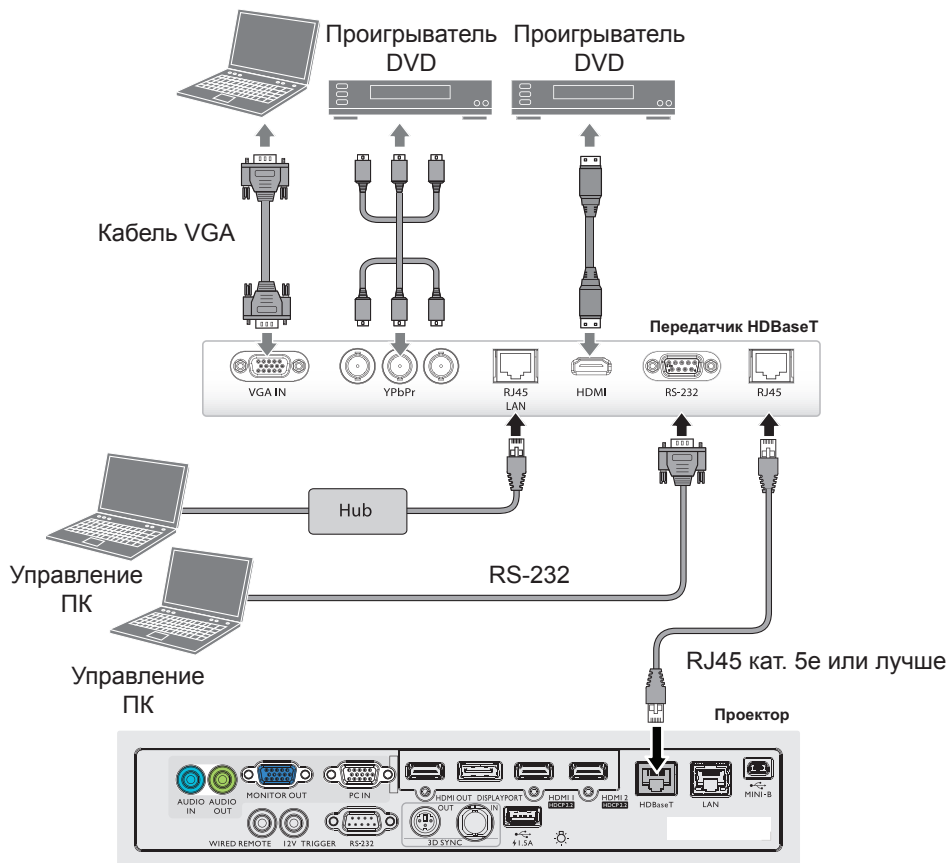 Проигрыватель
DVD
Проигрыватель
DVD
Кабель VGA
Передатчик HDBaseT
VGA IN
YPbPr
RJ45
LAN
HDMI
RS-232
RJ45
Hub
Управление
ПК
RS-232
Управление
ПК
RJ45 кат. 5e или лучше
Проектор
AUDIO
IN
AUDIO
OUT
MONITOR OUT
PC IN
HDMI OUT
DISPLAYPORT
HDMI 1
HDCP 2.2
HDMI 2
HDCP 2.2
HDBaseT
LAN
MINI-B
WIRED REMOTE
12V TRIGGER
RS-232
OUT
IN
3D SYNC
1.5A